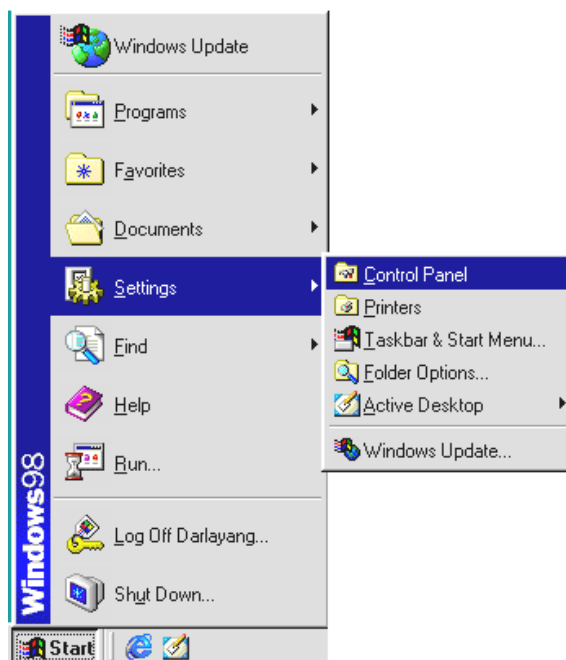 Windows Update
Programs
Favorites
Documents
Settings
Find
Help
Run...
Log Off Darlayang...
Shut Down...
Windows98
Start
Control Panel
Printers
Taskbar & Start Menu...
Folder Options...
Active Desktop
Windows Update...